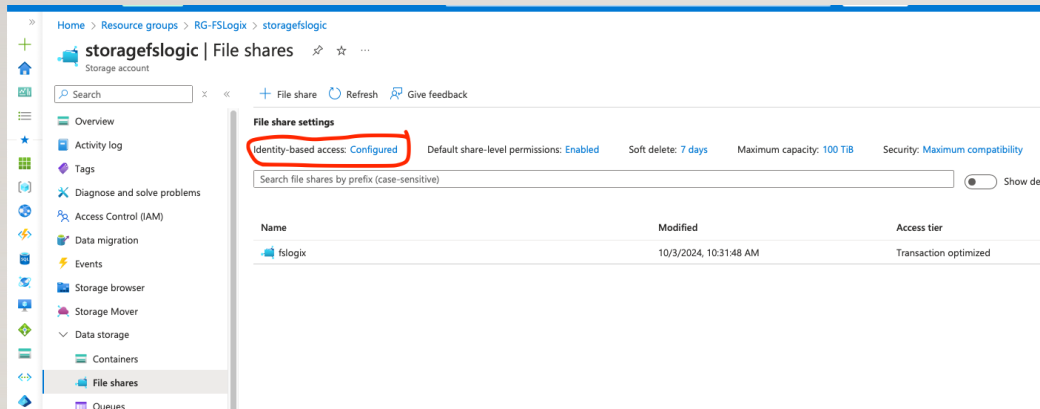 Home > Resource groups > RG-FSLogix > storagefslogic
storagefslogic | File shares
Storage account
Search
File share
Refresh
Give feedback
Overview
Activity log
Tags
Diagnose and solve problems
Access Control (IAM)
Data migration
Events
Storage browser
Storage Mover
Data storage
Containers
File shares
Queues
File share settings
Identity-based access: Configured Default share-level permissions: Enabled Soft delete: 7 days Maximum capacity: 100 TiB Security: Maximum compatibility
Search file shares by prefix (case-sensitive)
Show de
Name Modified Access tier
fslogix 10/3/2024, 10:31:48 AM Transaction optimized